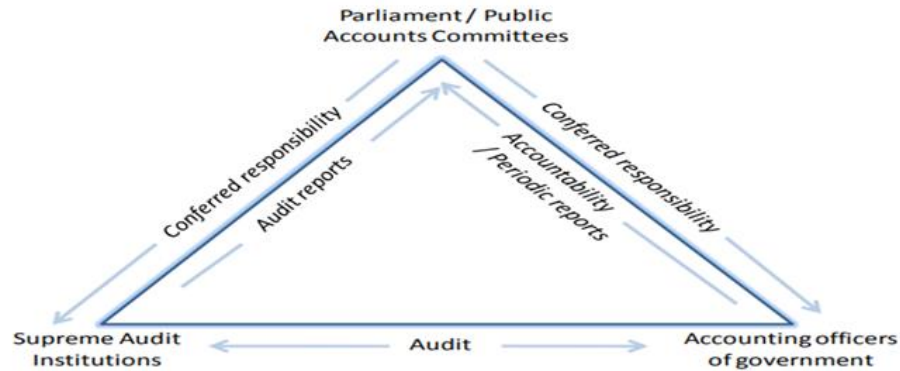 Parliament / Public
Accounts Committees
Conferred responsibility
Audit reports
Accountability
/ Periodic reports
Conferred responsibility
Supreme Audit
Institutions
Audit
Accounting officers
of government